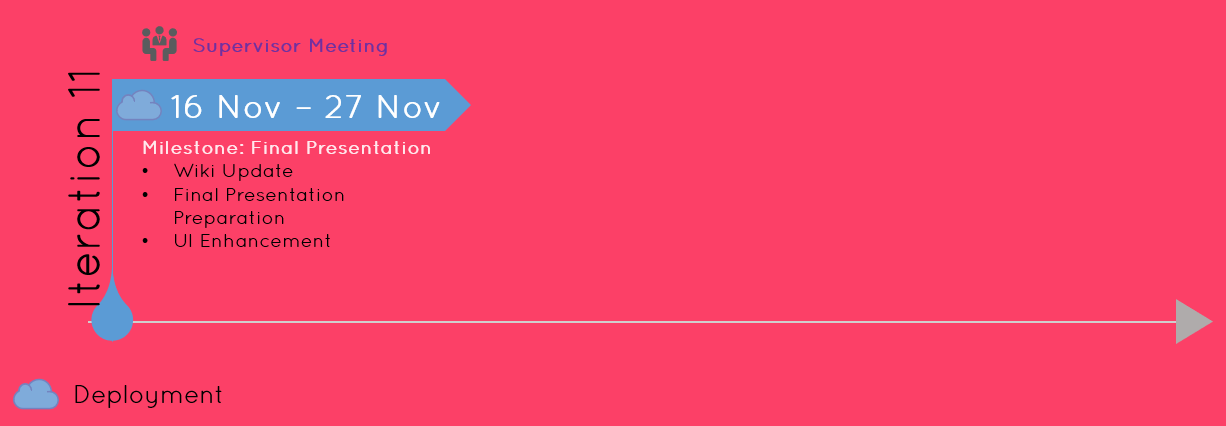 Supervisor Meeting
Iteration 11
16 Nov – 27 Nov
Milestone: Final Presentation
• Wiki Update
• Final Presentation
Preparation
• UI Enhancement
Deployment